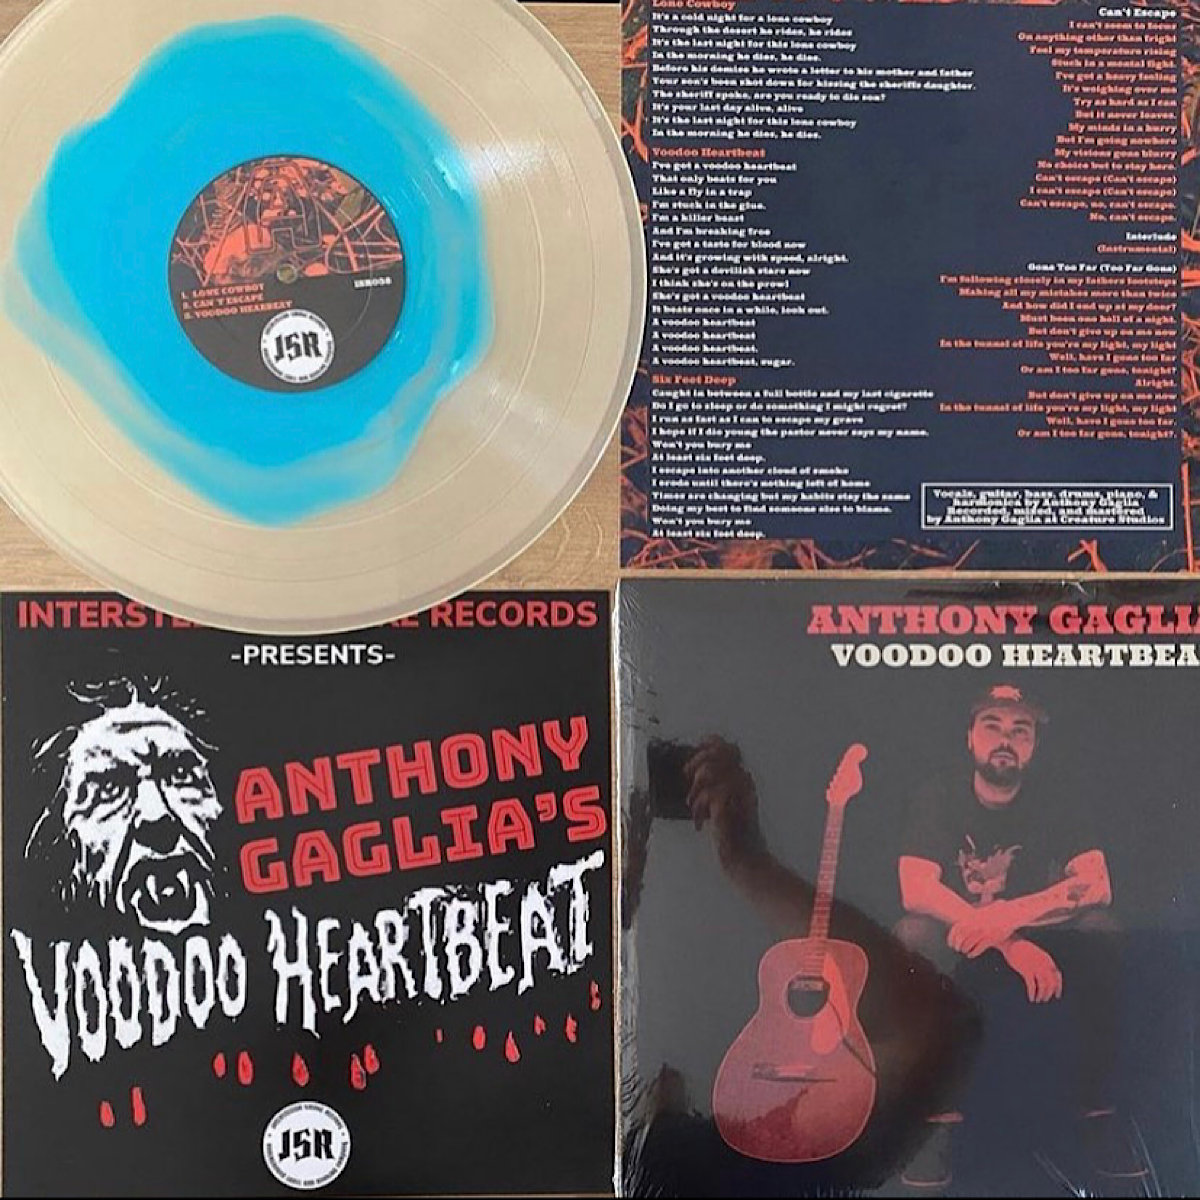 1. LONE COWBOY
2. CAN'T ESCAPE
3. VOODOO HEARBEAT
ISR058
JSR
Lone Cowboy
It's a cold night for a lone cowboy
Through the desert he rides, he rides
It's the last night for this lone cowboy
In the morning he dies, he dies.
Before his demise he wrote a letter to his mother and father
Your son's been shot down for kissing the sheriffs daughter.
The sheriff spoke, are you ready to die son?
It's your last day alive, alive
It's the last night for this lone cowboy
In the morning he dies, he dies.
Voodoo Heartbeat
I've got a voodoo heartbeat
That only beats for you
Like a fly in a trap
I'm stuck in the glue.
I'm a killer beast
And I'm breaking free
I've got a taste for blood now
And it's growing with speed, alright.
She's got a devilish stare now
I think she's on the prowl
She's got a voodoo heartbeat
It beats once in a while, look out.
A voodoo heartbeat
A voodoo heartbeat.
A voodoo heartbeat.
A voodoo heartbeat, sugar.
Six Feet Deep
Caught in between a full bottle and my last cigarette
Do I go to sleep or do something I might regret?
I run as fast as I can to escape my grave
I hope if I die young the pastor never says my name.
Won't you bury me
At least six feet deep.
I escape into another cloud of smoke
I erode until there's nothing left of home
Times are changing but my habits stay the same
Doing my best to find someone else to blame.
Won't you bury me
At least six feet deep.
Can't Escape
I can't seem to focus
On anything other than fright
Feel my temperature rising
Stuck in a mental fight.
I've got a heavy feeling
It's weighing over me
Try as hard as I can
But it never leaves.
My minds in a hurry
But I'm going nowhere
My visions gone blurry
No choice but to stay here.
Can't escape (Can't escape)
I can't escape (Can't escape)
Can't escape, no, can't escape.
No, can't escape.
Interlude
(Instrumental)
Gone Too Far (Too Far Gone)
I'm following closely in my fathers footsteps
Making all my mistakes more than twice
And how did I end up at my door?
Must been one hell of a night.
But don't give up on me now
In the tunnel of life you're my light, my light
Well, have I gone too far
Or am I too far gone, tonight?
Alright.
But don't give up on me now
In the tunnel of life you're my light, my light
Well, have I gone too far.
Or am I too far gone, tonight?.
Vocals, guitar, bass, drums, piano, &
harmonica by Anthony Gaglia
Recorded, mixed, and mastered
by Anthony Gaglia at Creature Studios
INTERST RECORDS
-PRESENTS-
ANTHONY
GAGLIA'S
VOODOO HEARTBEAT
JSR
ANTHONY GAGLIA
VOODOO HEARTBEA